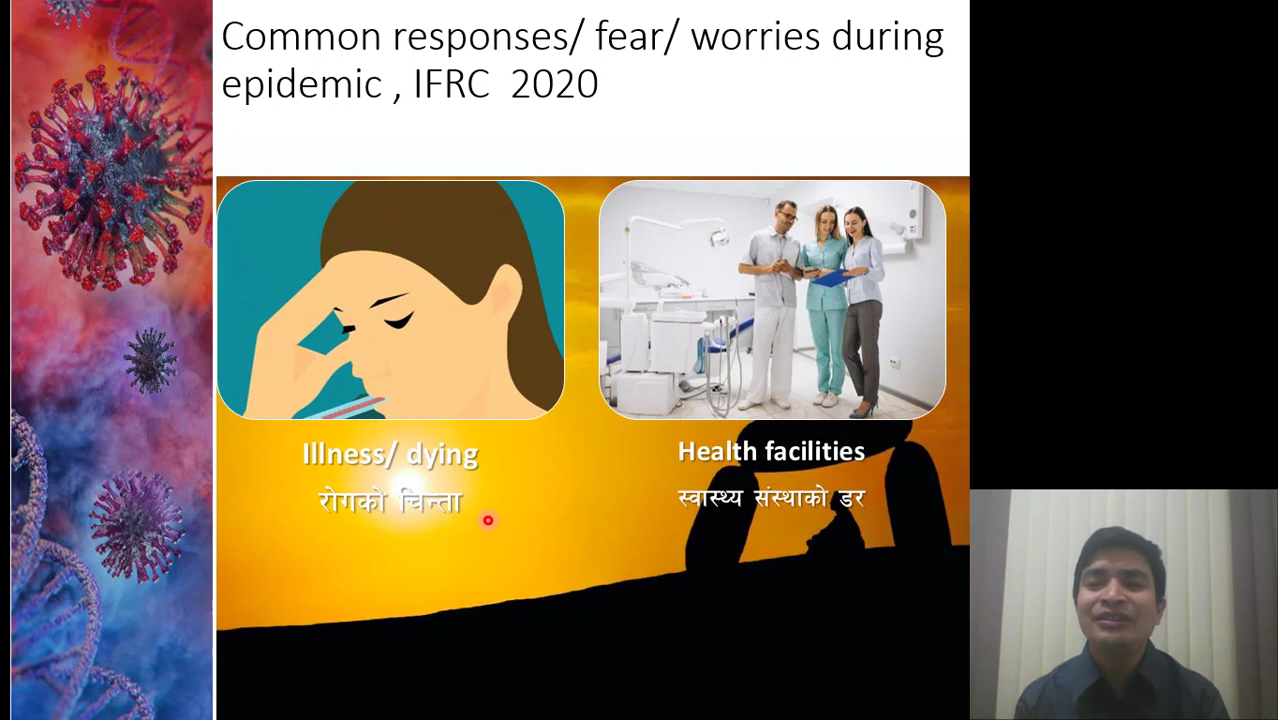 Common responses/ fear/ worries during
epidemic , IFRC  2020
Illness/ dying
रोगको चिन्ता
Health facilities
स्वास्थ्य संस्थाको डर